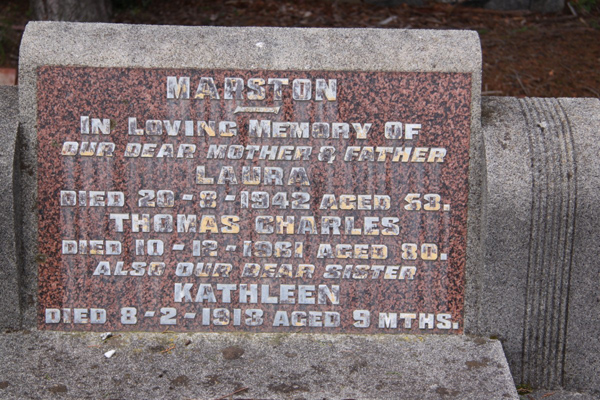 MARSTON
IN LOVING MEMORY OF
OUR DEAR MOTHER & FATHER
LAURA
DIED 20-8-1942 AGED 53.
THOMAS CHARLES
DIED 10-12-1961 AGED 80.
ALSO OUR DEAR SISTER
KATHLEEN
DIED 8-2-1913 AGED 9 MTHS.